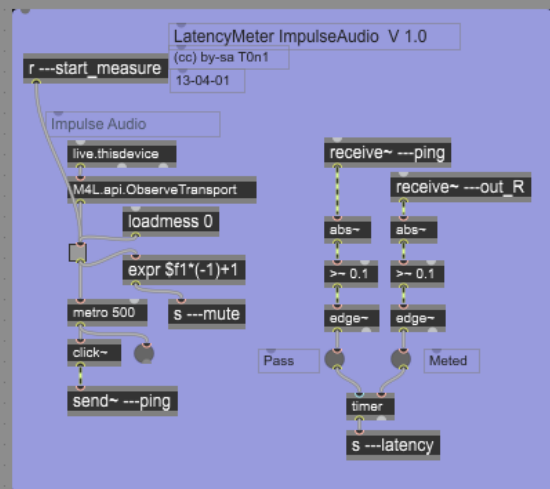 LatencyMeter ImpulseAudio V 1.0
(cc) by-sa T0n1
13-04-01
r ---start_measure
Impulse Audio
live.thisdevice
M4L.api.ObserveTransport
loadmess 0
expr $f1*(-1)+1
metro 500
s ---mute
click~
send~ ---ping
receive~ ---ping
receive~ ---out_R
abs~
abs~
>~ 0.1
>~ 0.1
edge~
edge~
Pass
Meted
timer
s ---latency